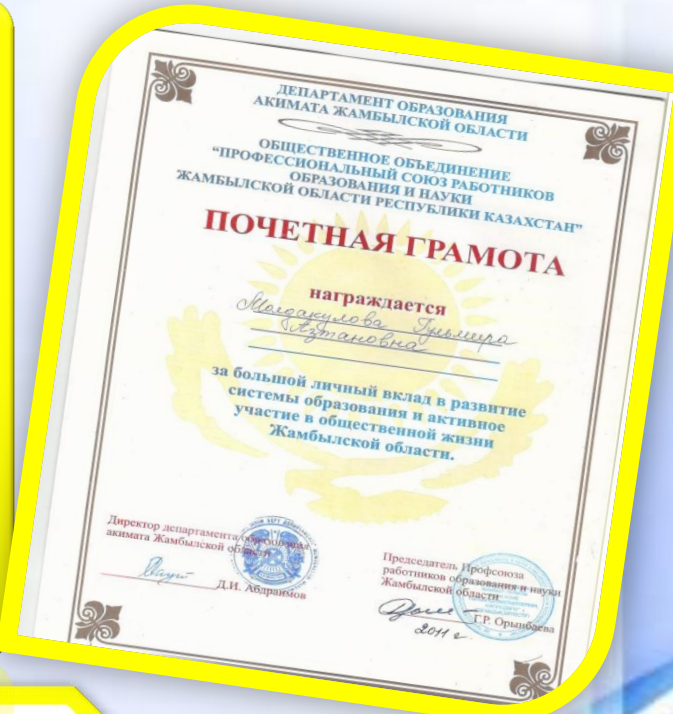 ДЕПАРТАМЕНТ ОБРАЗОВАНИЯ
АКИМАТА ЖАМБЫЛСКОЙ ОБЛАСТИ
ОБЩЕСТВЕННОЕ ОБЪЕДИНЕНИЕ
"ПРОФЕССИОНАЛЬНЫЙ СОЮЗ РАБОТНИКОВ
ОБРАЗОВАНИЯ И НАУКИ
ЖАМБЫЛСКОЙ ОБЛАСТИ РЕСПУБЛИКИ КАЗАХСТАН"
ПОЧЕТНАЯ ГРАМОТА
награждается
Молдакулова Гульмира
за большой личный вклад в развитие
системы образования и активное
участие в общественной жизни
Жамбылской области.
Директор департамента образования
акимата Жамбылской области
Д.И. Абдраимов
Председатель Профсоюза
работников образования и науки
Жамбылской области
Г.Р. Орынбаева
2011 г